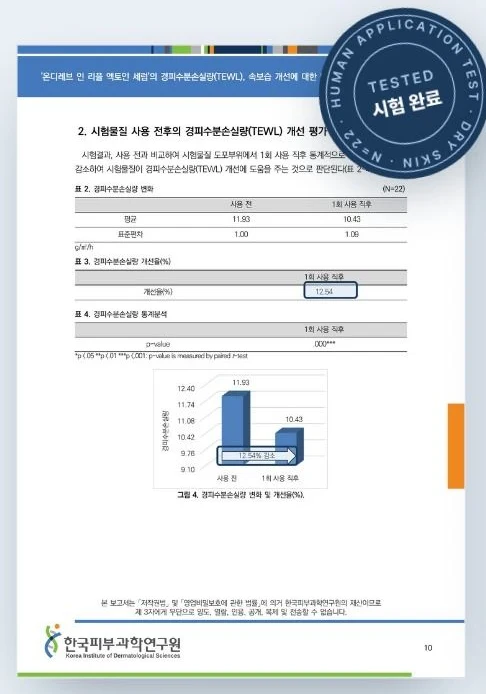 '온디레브 인 리플 엑토인 세럼'의 경피수분손실량(TEWL), 속보습 개선에 대한
HUMAN APPLICATION TEST · DRY SKIN · N=22 ·
TESTED
시험 완료
2. 시험물질 사용 전후의 경피수분손실량(TEWL) 개선 평가
시험결과, 사용 전과 비교하여 시험물질 도포부위에서 1회 사용 직후 통계적으로
감소하여 시험물질이 경피수분손실량(TEWL) 개선에 도움을 주는 것으로 판단된다(표 2
표 2. 경피수분손실량 변화 (N=22)
사용 전 1회 사용 직후
평균 11.93 10.43
표준편차 1.00 1.09
g/㎡/h
표 3. 경피수분손실량 개선율(%)
1회 사용 직후
개선율(%) 12.54
표 4. 경피수분손실량 통계분석
1회 사용 직후
p-value .000***
*p<.05 **p<.01 ***p<.001: p-value is measured by paired t-test
경피수분손실량
12.40
11.74
11.08
10.42
9.76
9.10
11.93
10.43
12.54% 감소
사용 전 1회 사용 직후
그림 4. 경피수분손실량 변화 및 개선율(%).
본 보고서는 「저작권법」 및 「영업비밀보호에 관한 법률」에 의거 한국피부과학연구원의 재산이므로
제 3자에게 무단으로 양도, 열람, 인용, 공개, 복제 및 전송할 수 없습니다.
한국피부과학연구원
Korea Institute of Dermatological Sciences
10